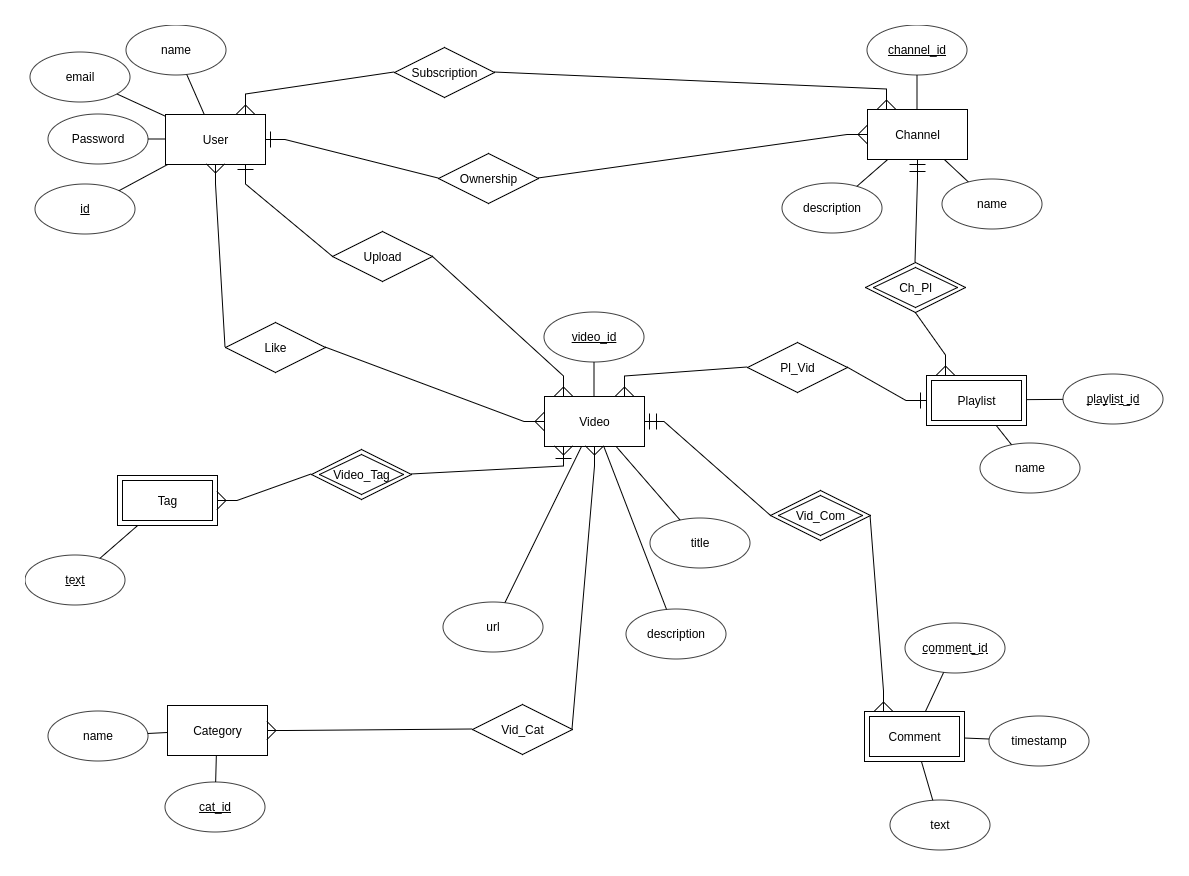 name
channel_id
email
Subscription
User
Channel
Password
Ownership
id
description
name
Upload
Ch_Pl
video_id
Like
Pl_Vid
Playlist
playlist_id
Video
name
Video_Tag
Tag
Vid_Com
title
text
url
description
comment_id
name
Category
Vid_Cat
Comment
timestamp
cat_id
text